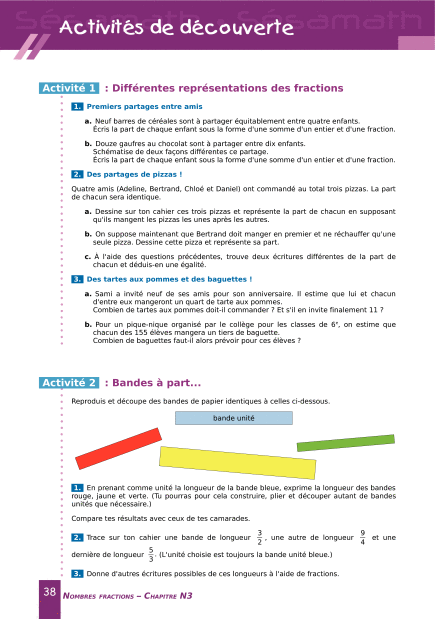 Sésamath Sésamath
Activités de découverte
Activité 1 : Différentes représentations des fractions
1. Premiers partages entre amis
a. Neuf barres de céréales sont à partager équitablement entre quatre enfants.
Écris la part de chaque enfant sous la forme d'une somme d'un entier et d'une fraction.
b. Douze gaufres au chocolat sont à partager entre dix enfants.
Schématise de deux façons différentes ce partage.
Écris la part de chaque enfant sous la forme d'une somme d'un entier et d'une fraction.
2. Des partages de pizzas !
Quatre amis (Adeline, Bertrand, Chloé et Daniel) ont commandé au total trois pizzas. La part
de chacun sera identique.
a. Dessine sur ton cahier ces trois pizzas et représente la part de chacun en supposant
qu'ils mangent les pizzas les unes après les autres.
b. On suppose maintenant que Bertrand doit manger en premier et ne réchauffer qu'une
seule pizza. Dessine cette pizza et représente sa part.
c. À l'aide des questions précédentes, trouve deux écritures différentes de la part de
chacun et déduis-en une égalité.
3. Des tartes aux pommes et des baguettes !
a. Sami a invité neuf de ses amis pour son anniversaire. Il estime que lui et chacun
d'entre eux mangeront un quart de tarte aux pommes.
Combien de tartes aux pommes doit-il commander ? Et s'il en invite finalement 11 ?
b. Pour un pique-nique organisé par le collège pour les classes de 6e, on estime que
chacun des 155 élèves mangera un tiers de baguette.
Combien de baguettes faut-il alors prévoir pour ces élèves ?
Activité 2 : Bandes à part...
Reproduis et découpe des bandes de papier identiques à celles ci-dessous.
bande unité
1. En prenant comme unité la longueur de la bande bleue, exprime la longueur des bandes
rouge, jaune et verte. (Tu pourras pour cela construire, plier et découper autant de bandes
unités que nécessaire.)
Compare tes résultats avec ceux de tes camarades.
2. Trace sur ton cahier une bande de longueur 3/2, une autre de longueur 9/4 et une
dernière de longueur 5/3. (L'unité choisie est toujours la bande unité bleue.)
3. Donne d'autres écritures possibles de ces longueurs à l'aide de fractions.
38 Nombres fractions – Chapitre N3